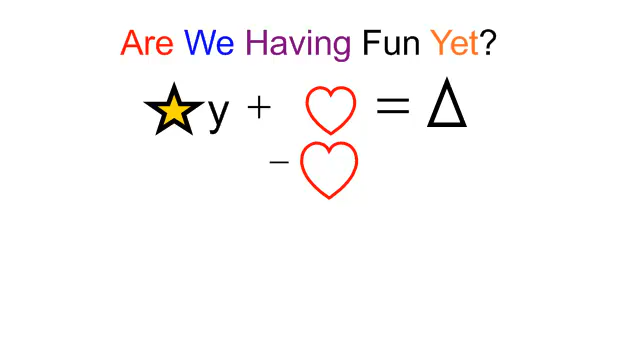 Are We Having Fun Yet?
★y + ♡ = Δ
− ♡